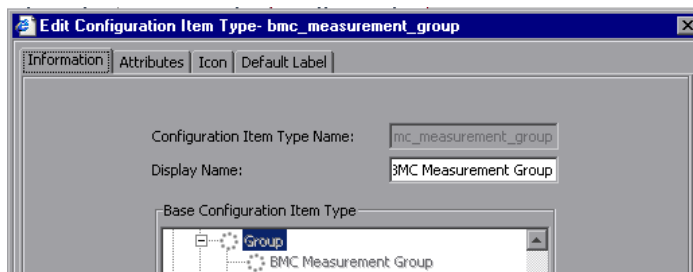 Edit Configuration Item Type- bmc_measurement_group
Information Attributes Icon Default Label
Configuration Item Type Name: mc_measurement_group
Display Name: BMC Measurement Group
Base Configuration Item Type
Group
BMC Measurement Group